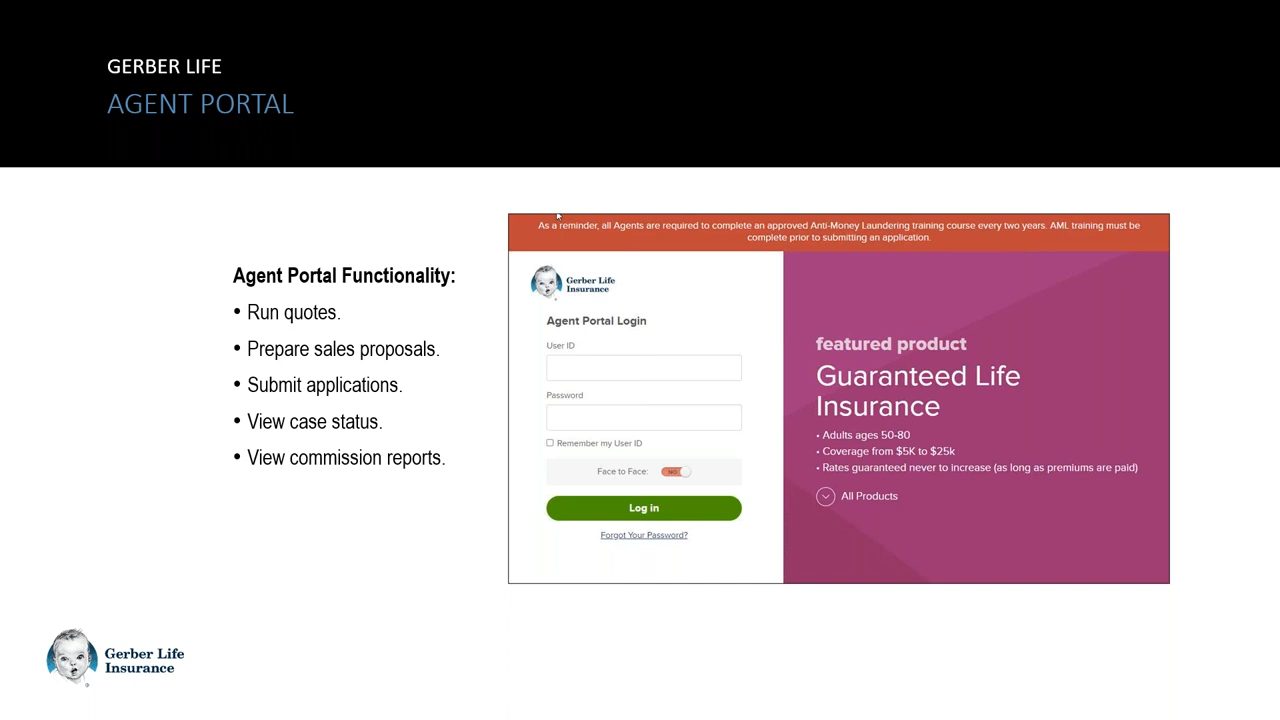 GERBER LIFE
AGENT PORTAL
Agent Portal Functionality:
• Run quotes.
• Prepare sales proposals.
• Submit applications.
• View case status.
• View commission reports.
As a reminder, all Agents are required to complete an approved Anti-Money Laundering training course every two years. AML training must be
complete prior to submitting an application.
Gerber Life
Insurance
Agent Portal Login
User ID
Password
Remember my User ID
Face to Face: NO
Log in
Forgot Your Password?
featured product
Guaranteed Life
Insurance
• Adults ages 50-80
• Coverage from $5K to $25k
• Rates guaranteed never to increase (as long as premiums are paid)
All Products
Gerber Life
Insurance